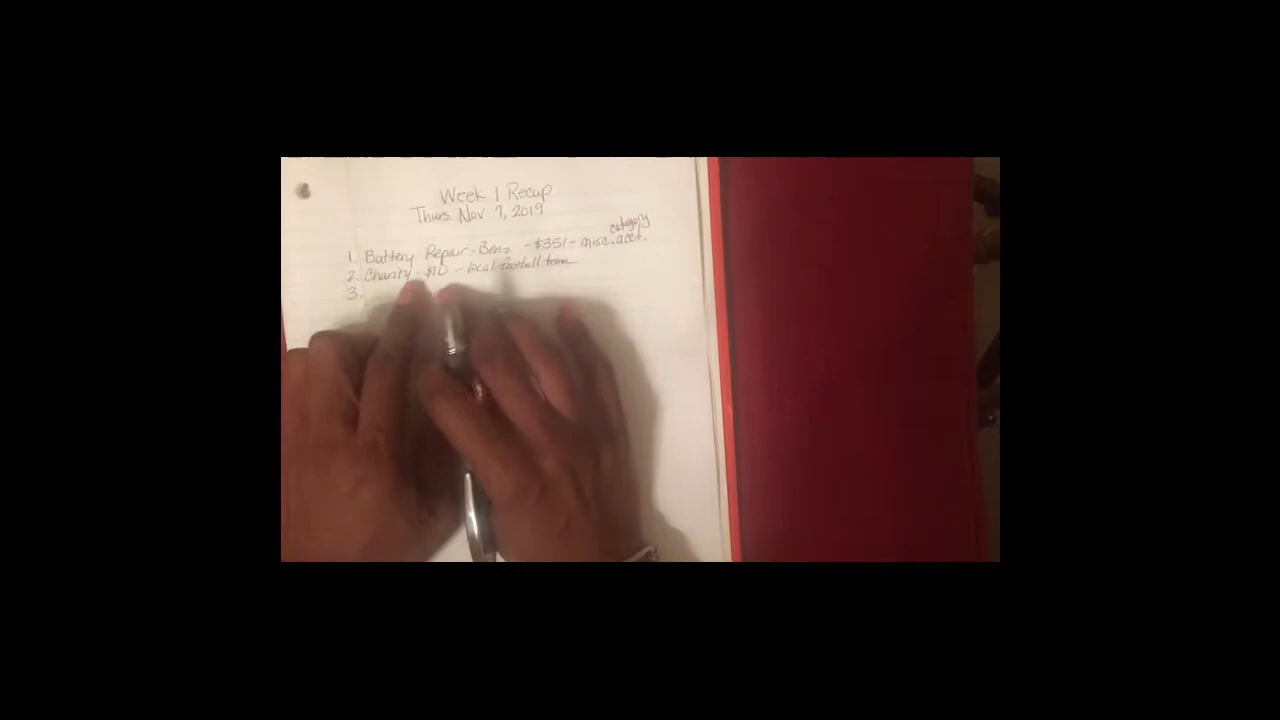 Week 1 Recap
Thurs. Nov 7, 2019
category
1. Battery Repair - Benz - $351 - misc. acct.
2. Charity - $10 - local football team
3.